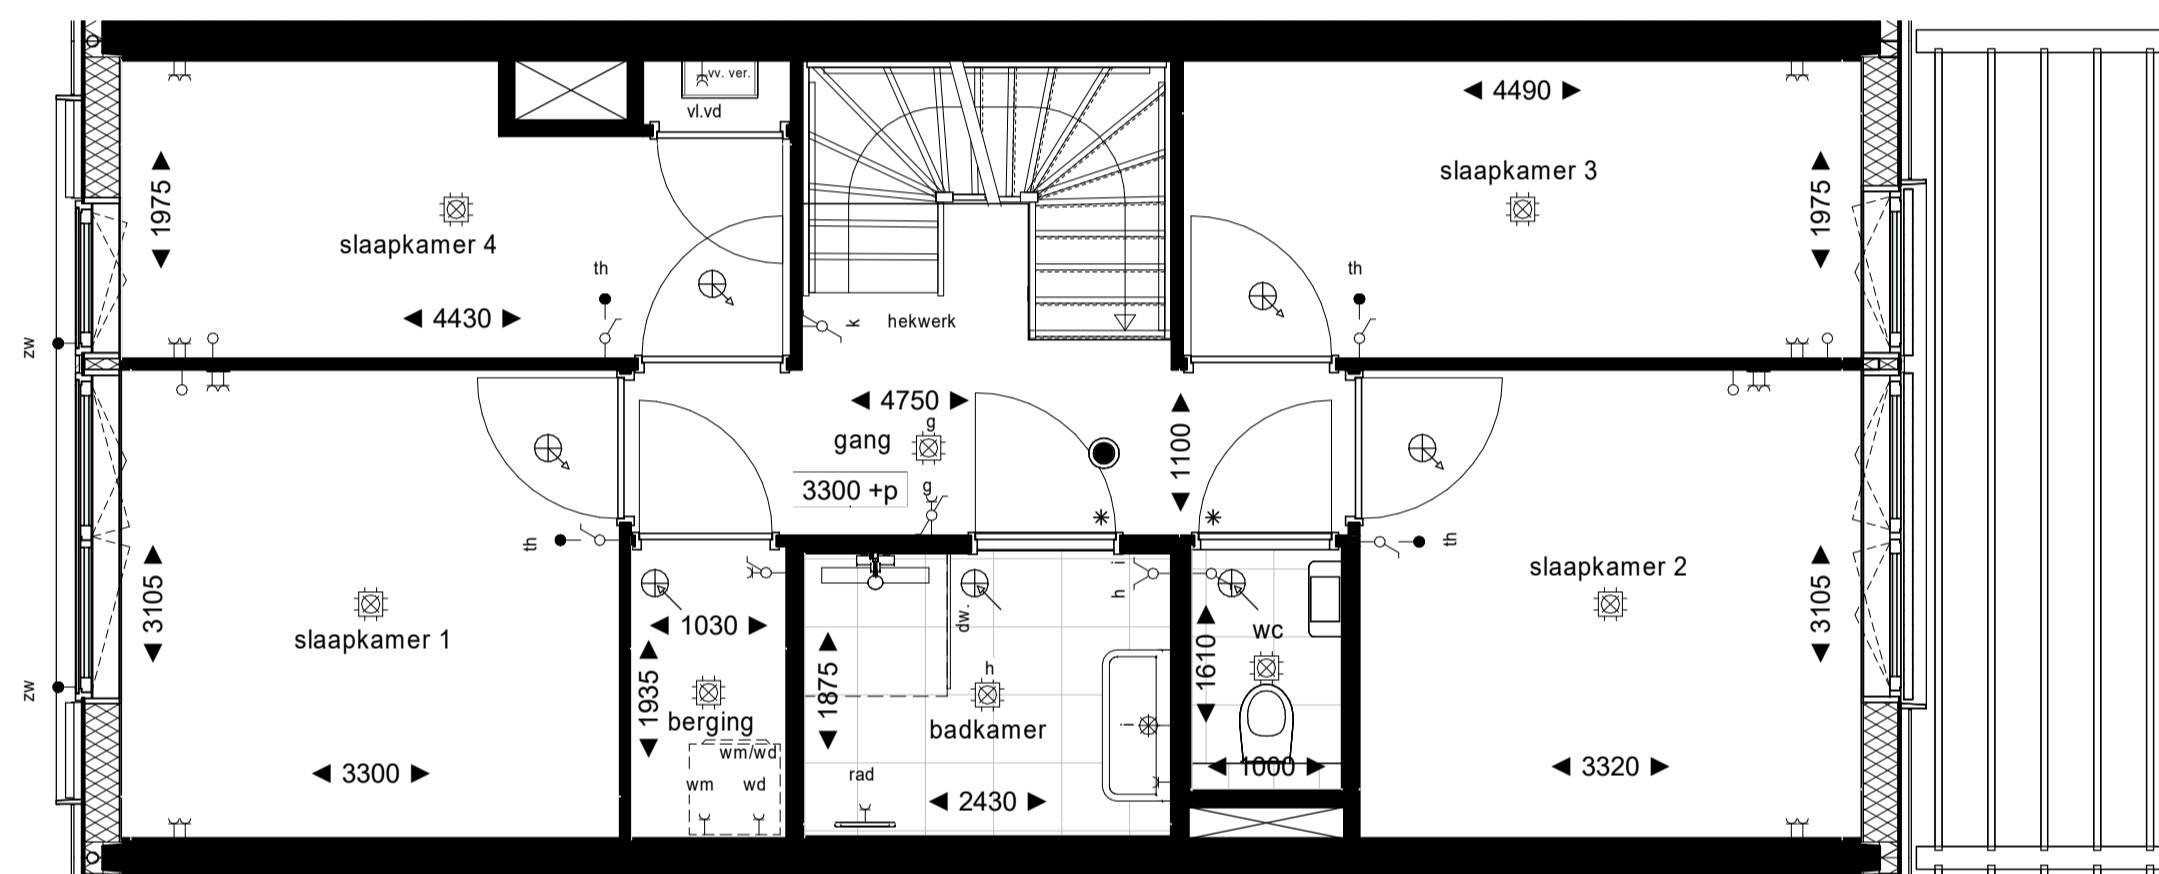 vv. ver.
vl.vd
4490
slaapkamer 3
1975
1975
slaapkamer 4
th
th
4430
k
hekwerk
zw
4750
g
gang
1100
3300 +p
g
*
*
th
th
i
h
slaapkamer 2
3105
3105
slaapkamer 1
1030
dw.
wc
1610
1935
1875
h
zw
berging
badkamer
i
wm/wd
wm
wd
rad
3300
1000
3320
2430